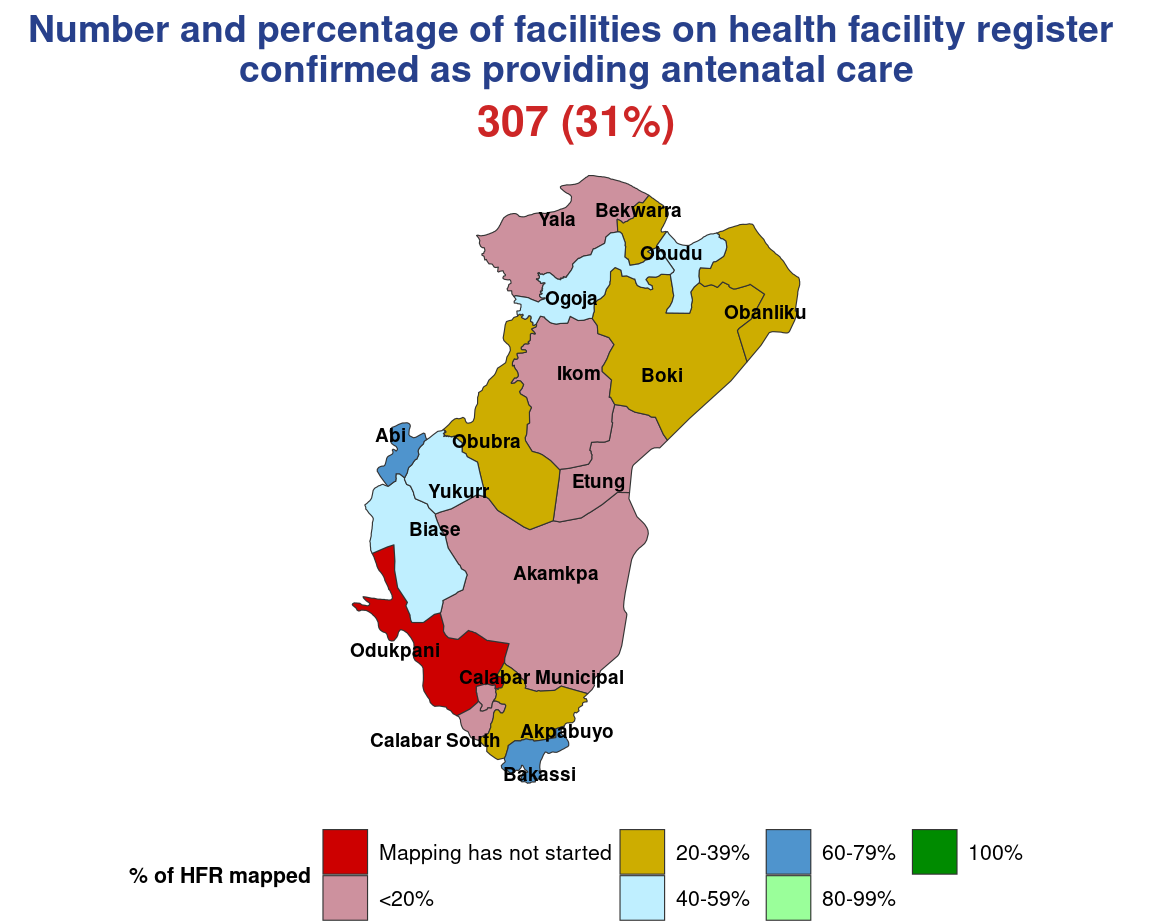 Number and percentage of facilities on health facility register
confirmed as providing antenatal care
307 (31%)
Bekwarra
Yala
Obudu
Ogoja
Obanliku
Ikom
Boki
Abi
Obubra
Etung
Yukurr
Biase
Akamkpa
Odukpani
Calabar Municipal
Akpabuyo
Calabar South
Bakassi
% of HFR mapped
Mapping has not started
<20%
20-39%
40-59%
60-79%
80-99%
100%